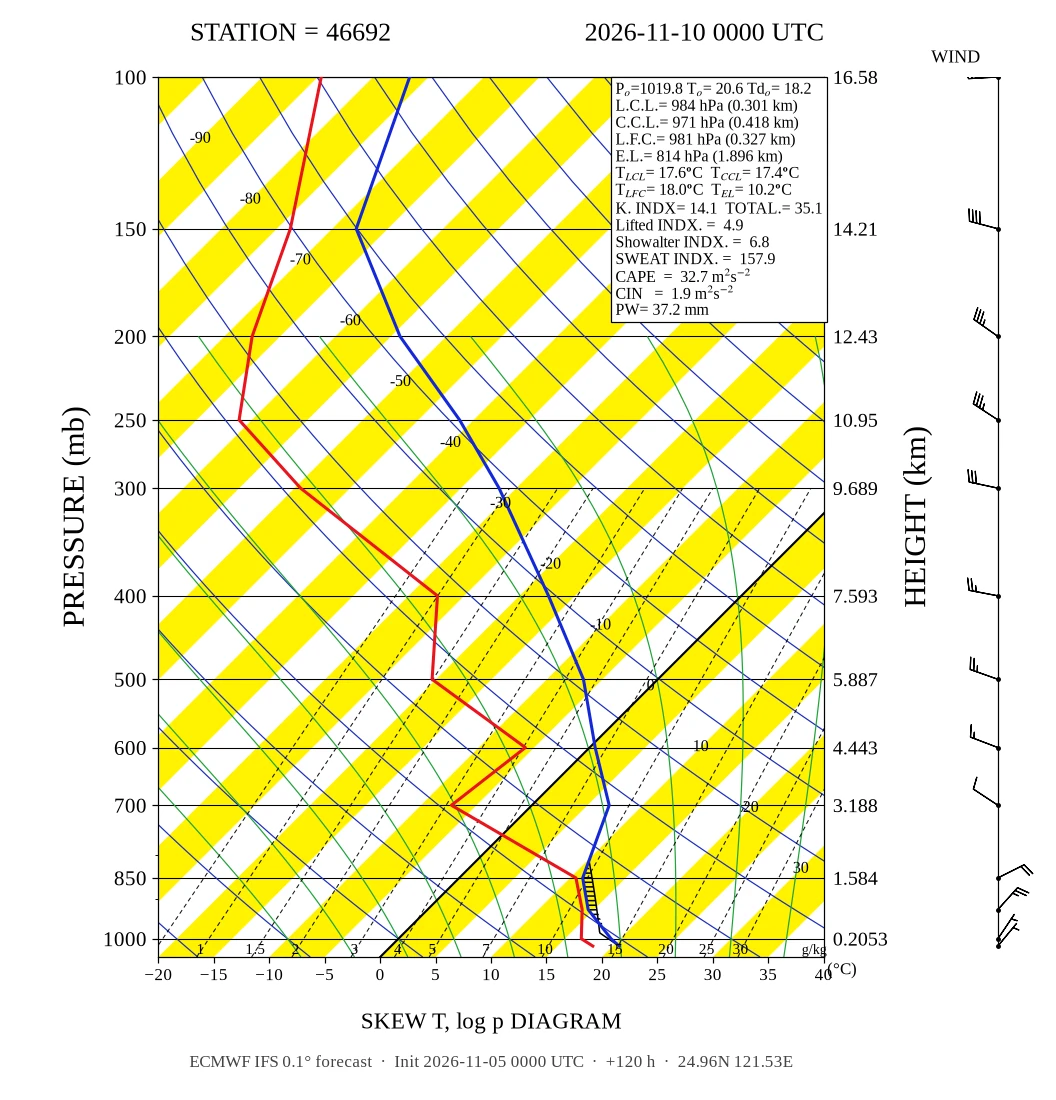 STATION = 46692 2026-11-10 0000 UTC
WIND
100 16.58
P𝑜=1019.8 T𝑜= 20.6 Td𝑜= 18.2
L.C.L.= 984 hPa (0.301 km)
C.C.L.= 971 hPa (0.418 km)
L.F.C.= 981 hPa (0.327 km)
E.L.= 814 hPa (1.896 km)
T𝐿𝐶𝐿= 17.6°C T𝐶𝐶𝐿= 17.4°C
T𝐿𝐹𝐶= 18.0°C T𝐸𝐿= 10.2°C
K. INDX= 14.1 TOTAL.= 35.1
Lifted INDX. = 4.9
Showalter INDX. = 6.8
SWEAT INDX. = 157.9
CAPE = 32.7 m²s⁻²
CIN = 1.9 m²s⁻²
PW= 37.2 mm
-90
-80
150 14.21
-70
-60
200 12.43
-50
250 10.95
-40
300 9.689
-30
-20
400 7.593
-10
500 5.887
0
600 10 4.443
700 20 3.188
30
850 1.584
1000 0.2053
1 1.5 2 3 4 5 7 10 15 20 25 30 g/kg
−20 −15 −10 −5 0 5 10 15 20 25 30 35 40 (°C)
PRESSURE (mb)
HEIGHT (km)
SKEW T, log p DIAGRAM
ECMWF IFS 0.1° forecast · Init 2026-11-05 0000 UTC · +120 h · 24.96N 121.53E